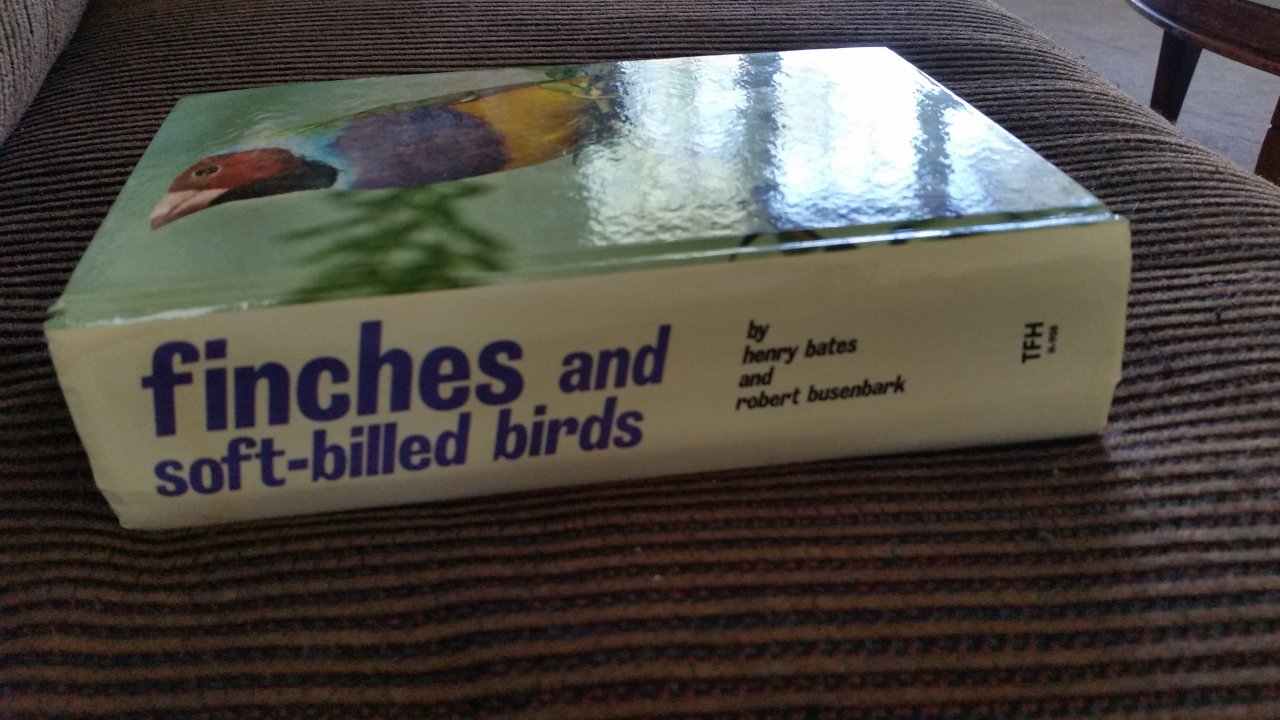 finches and
soft-billed birds
by
henry bates
and
robert busenbark
TFH